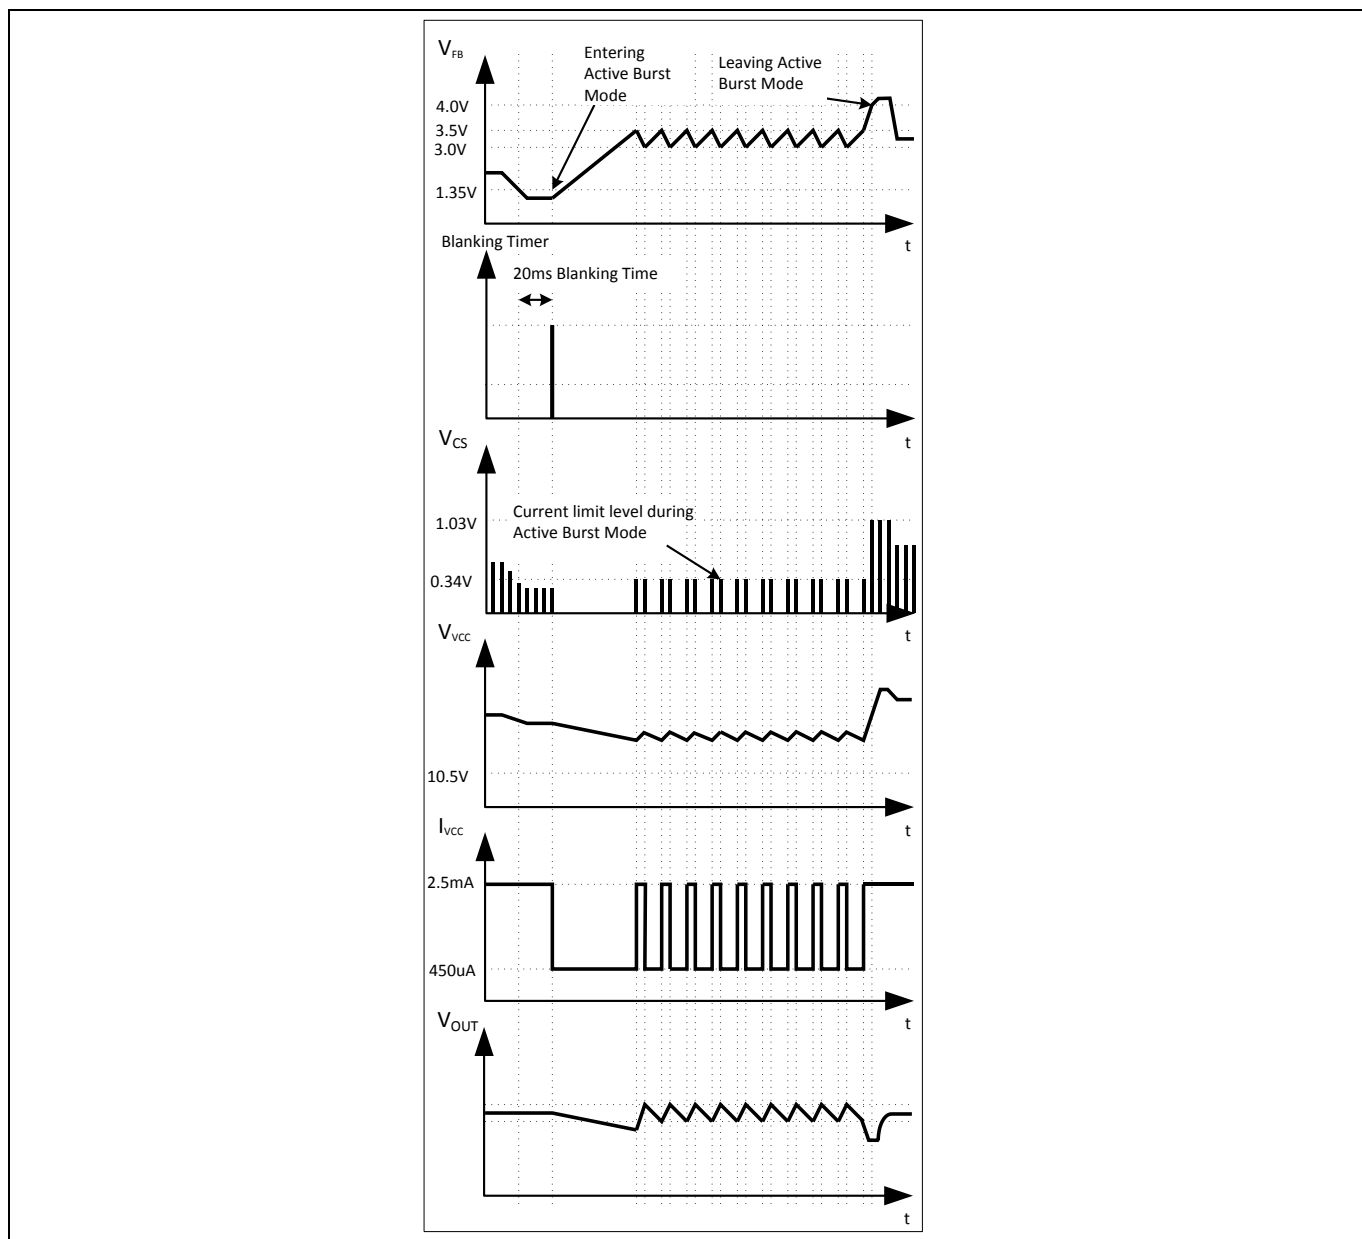 V_FB
Entering
Active Burst
Mode
Leaving Active
Burst Mode
4.0V
3.5V
3.0V
1.35V
t
Blanking Timer
20ms Blanking Time
t
V_CS
1.03V
Current limit level during
Active Burst Mode
0.34V
t
V_VCC
10.5V
t
I_VCC
2.5mA
450uA
t
V_OUT
t